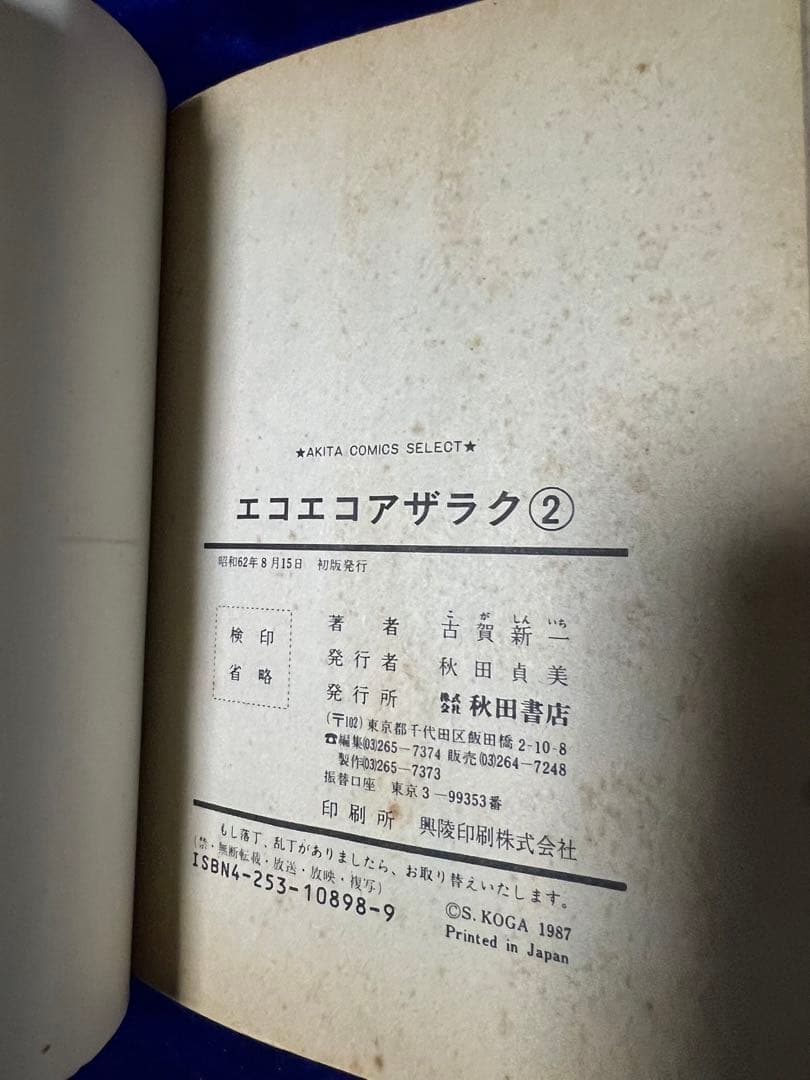 ★AKITA COMICS SELECT★
エコエコアザラク②
昭和62年8月15日 初版発行
検印
省略
著者 古賀新一
こがしんいち
発行者 秋田貞美
発行所 株式会社 秋田書店
(〒102) 東京都千代田区飯田橋2-10-8
☎編集(03)265-7374 販売(03)264-7248
製作(03)265-7373
振替口座 東京3-99353番
印刷所 興陵印刷株式会社
もし落丁、乱丁がありましたら、お取り替えいたします。
(禁・無断転載・放送・放映・複写)
ISBN4-253-10898-9
©S. KOGA 1987
Printed in Japan